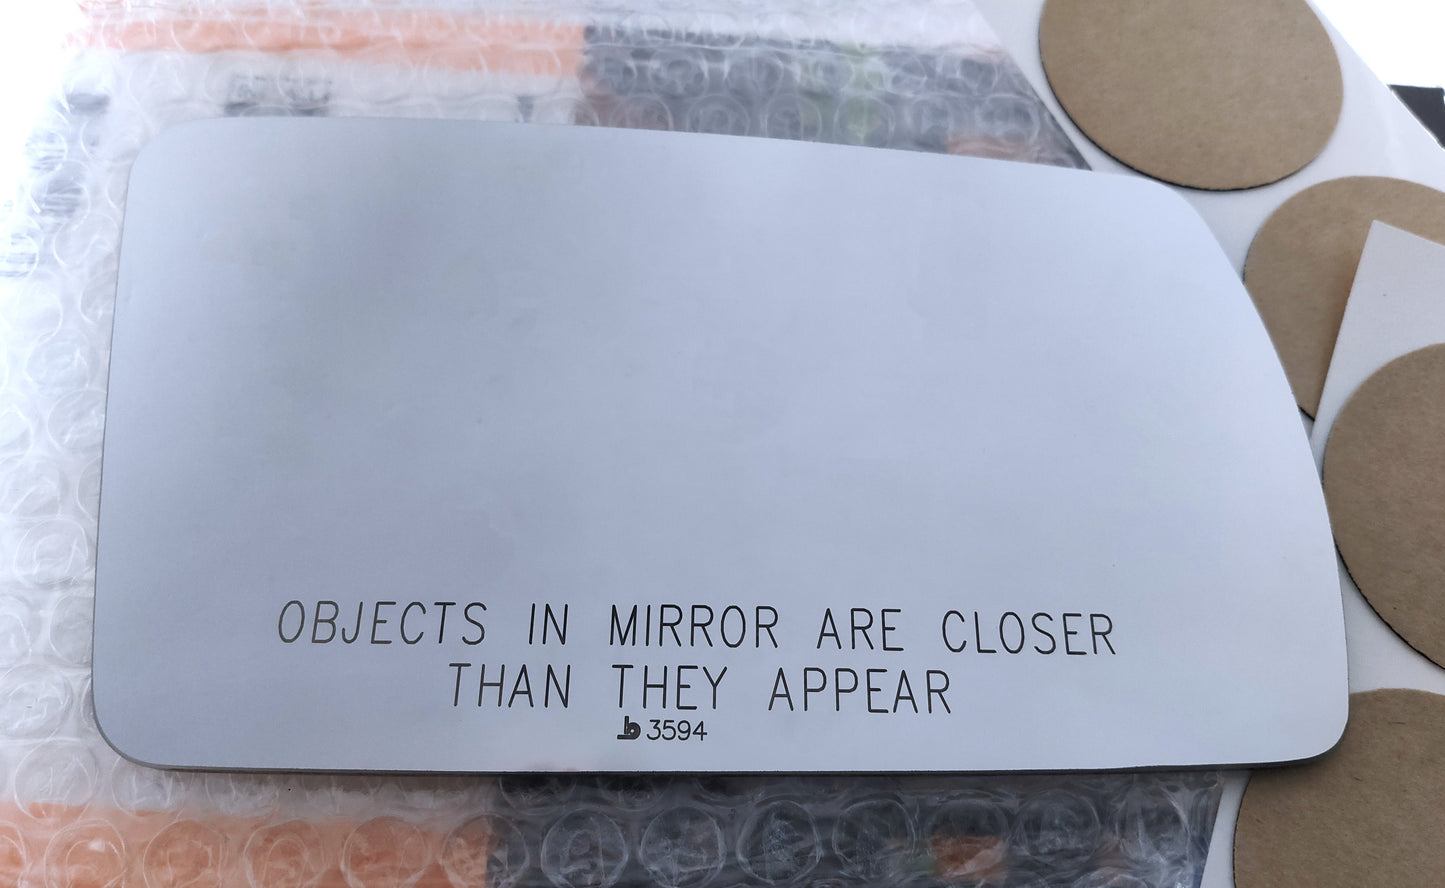 OBJECTS IN MIRROR ARE CLOSER
THAN THEY APPEAR
b 3594